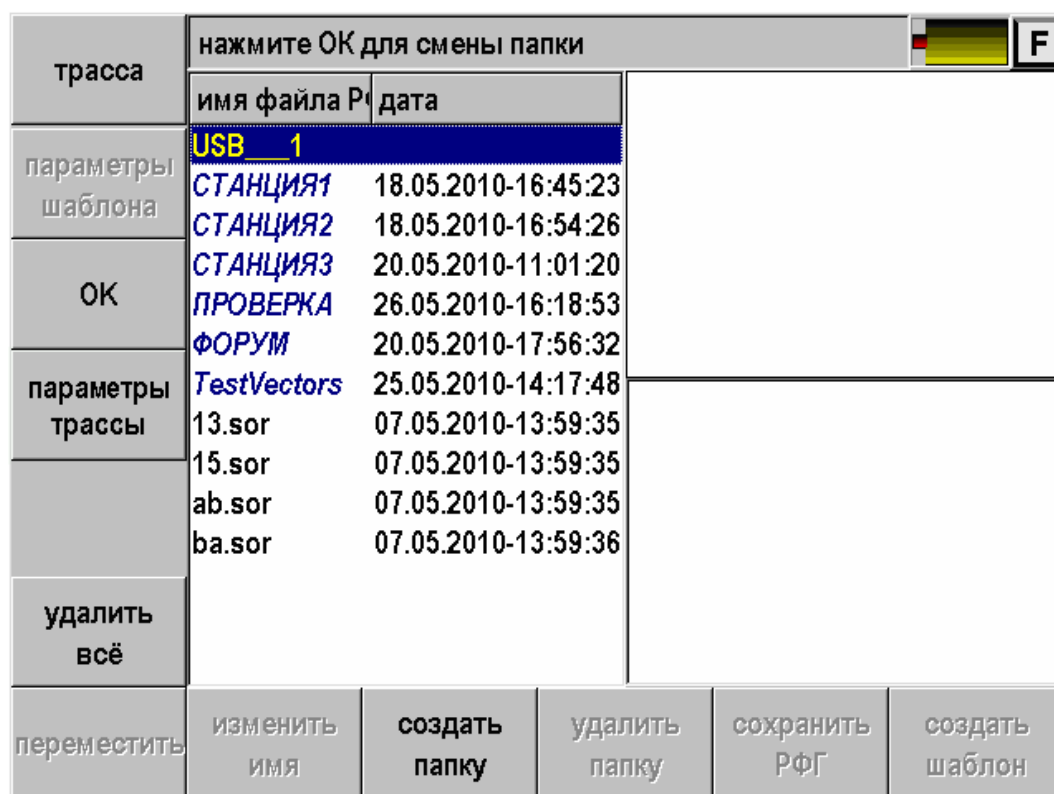 трасса
нажмите ОК для смены папки
F
имя файла Р дата
параметры
шаблона
USB___1
СТАНЦИЯ1 18.05.2010-16:45:23
СТАНЦИЯ2 18.05.2010-16:54:26
СТАНЦИЯ3 20.05.2010-11:01:20
ОК
ПРОВЕРКА 26.05.2010-16:18:53
ФОРУМ 20.05.2010-17:56:32
TestVectors 25.05.2010-14:17:48
параметры
трассы
13.sor 07.05.2010-13:59:35
15.sor 07.05.2010-13:59:35
ab.sor 07.05.2010-13:59:35
ba.sor 07.05.2010-13:59:36
удалить
всё
переместить
изменить
имя
создать
папку
удалить
папку
сохранить
РФГ
создать
шаблон